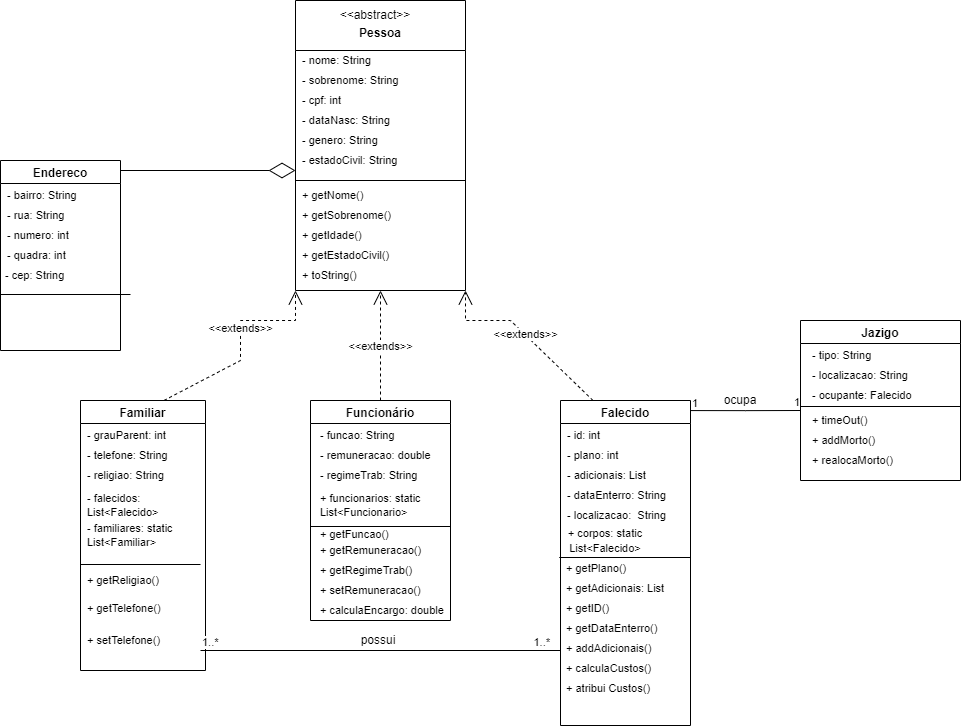 <<abstract>>
Pessoa
- nome: String
- sobrenome: String
- cpf: int
- dataNasc: String
- genero: String
- estadoCivil: String
+ getNome()
+ getSobrenome()
+ getIdade()
+ getEstadoCivil()
+ toString()
Endereco
- bairro: String
- rua: String
- numero: int
- quadra: int
- cep: String
<<extends>>
<<extends>>
<<extends>>
Familiar
- grauParent: int
- telefone: String
- religiao: String
- falecidos:
List<Falecido>
- familiares: static
List<Familiar>
+ getReligiao()
+ getTelefone()
+ setTelefone()
Funcionário
- funcao: String
- remuneracao: double
- regimeTrab: String
+ funcionarios: static
List<Funcionario>
+ getFuncao()
+ getRemuneracao()
+ getRegimeTrab()
+ setRemuneracao()
+ calculaEncargo: double
Falecido
- id: int
- plano: int
- adicionais: List
- dataEnterro: String
- localizacao:  String
+ corpos: static
List<Falecido>
+ getPlano()
+ getAdicionais: List
+ getID()
+ getDataEnterro()
+ addAdicionais()
+ calculaCustos()
+ atribui Custos()
1 ocupa 1
Jazigo
- tipo: String
- localizacao: String
- ocupante: Falecido
+ timeOut()
+ addMorto()
+ realocaMorto()
1..* possui 1..*